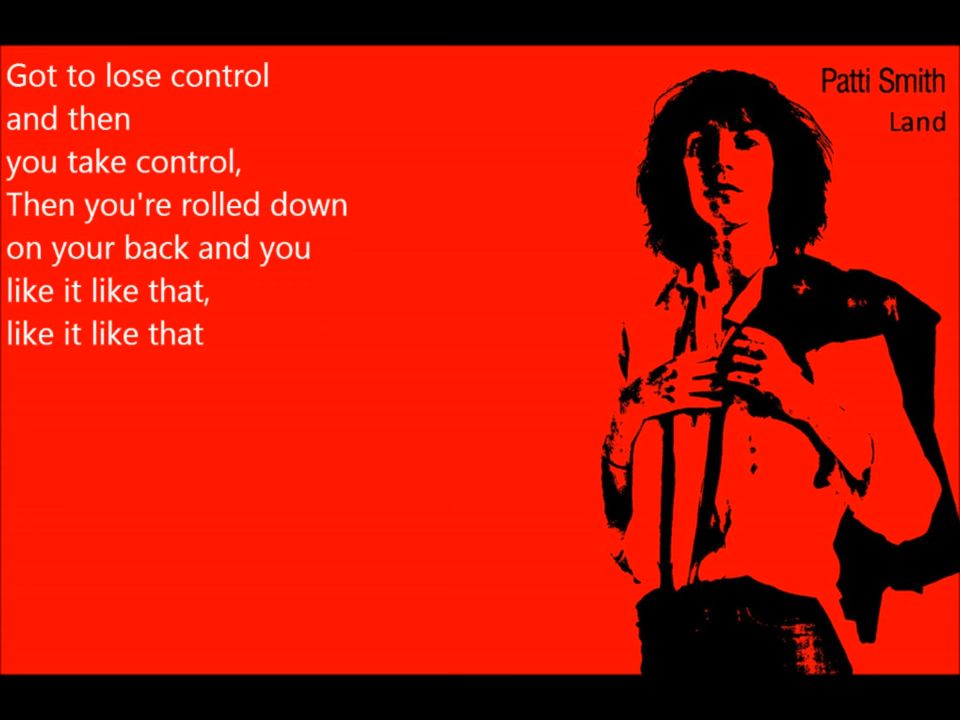 Got to lose control
and then
you take control,
Then you're rolled down
on your back and you
like it like that,
like it like that
Patti Smith
Land